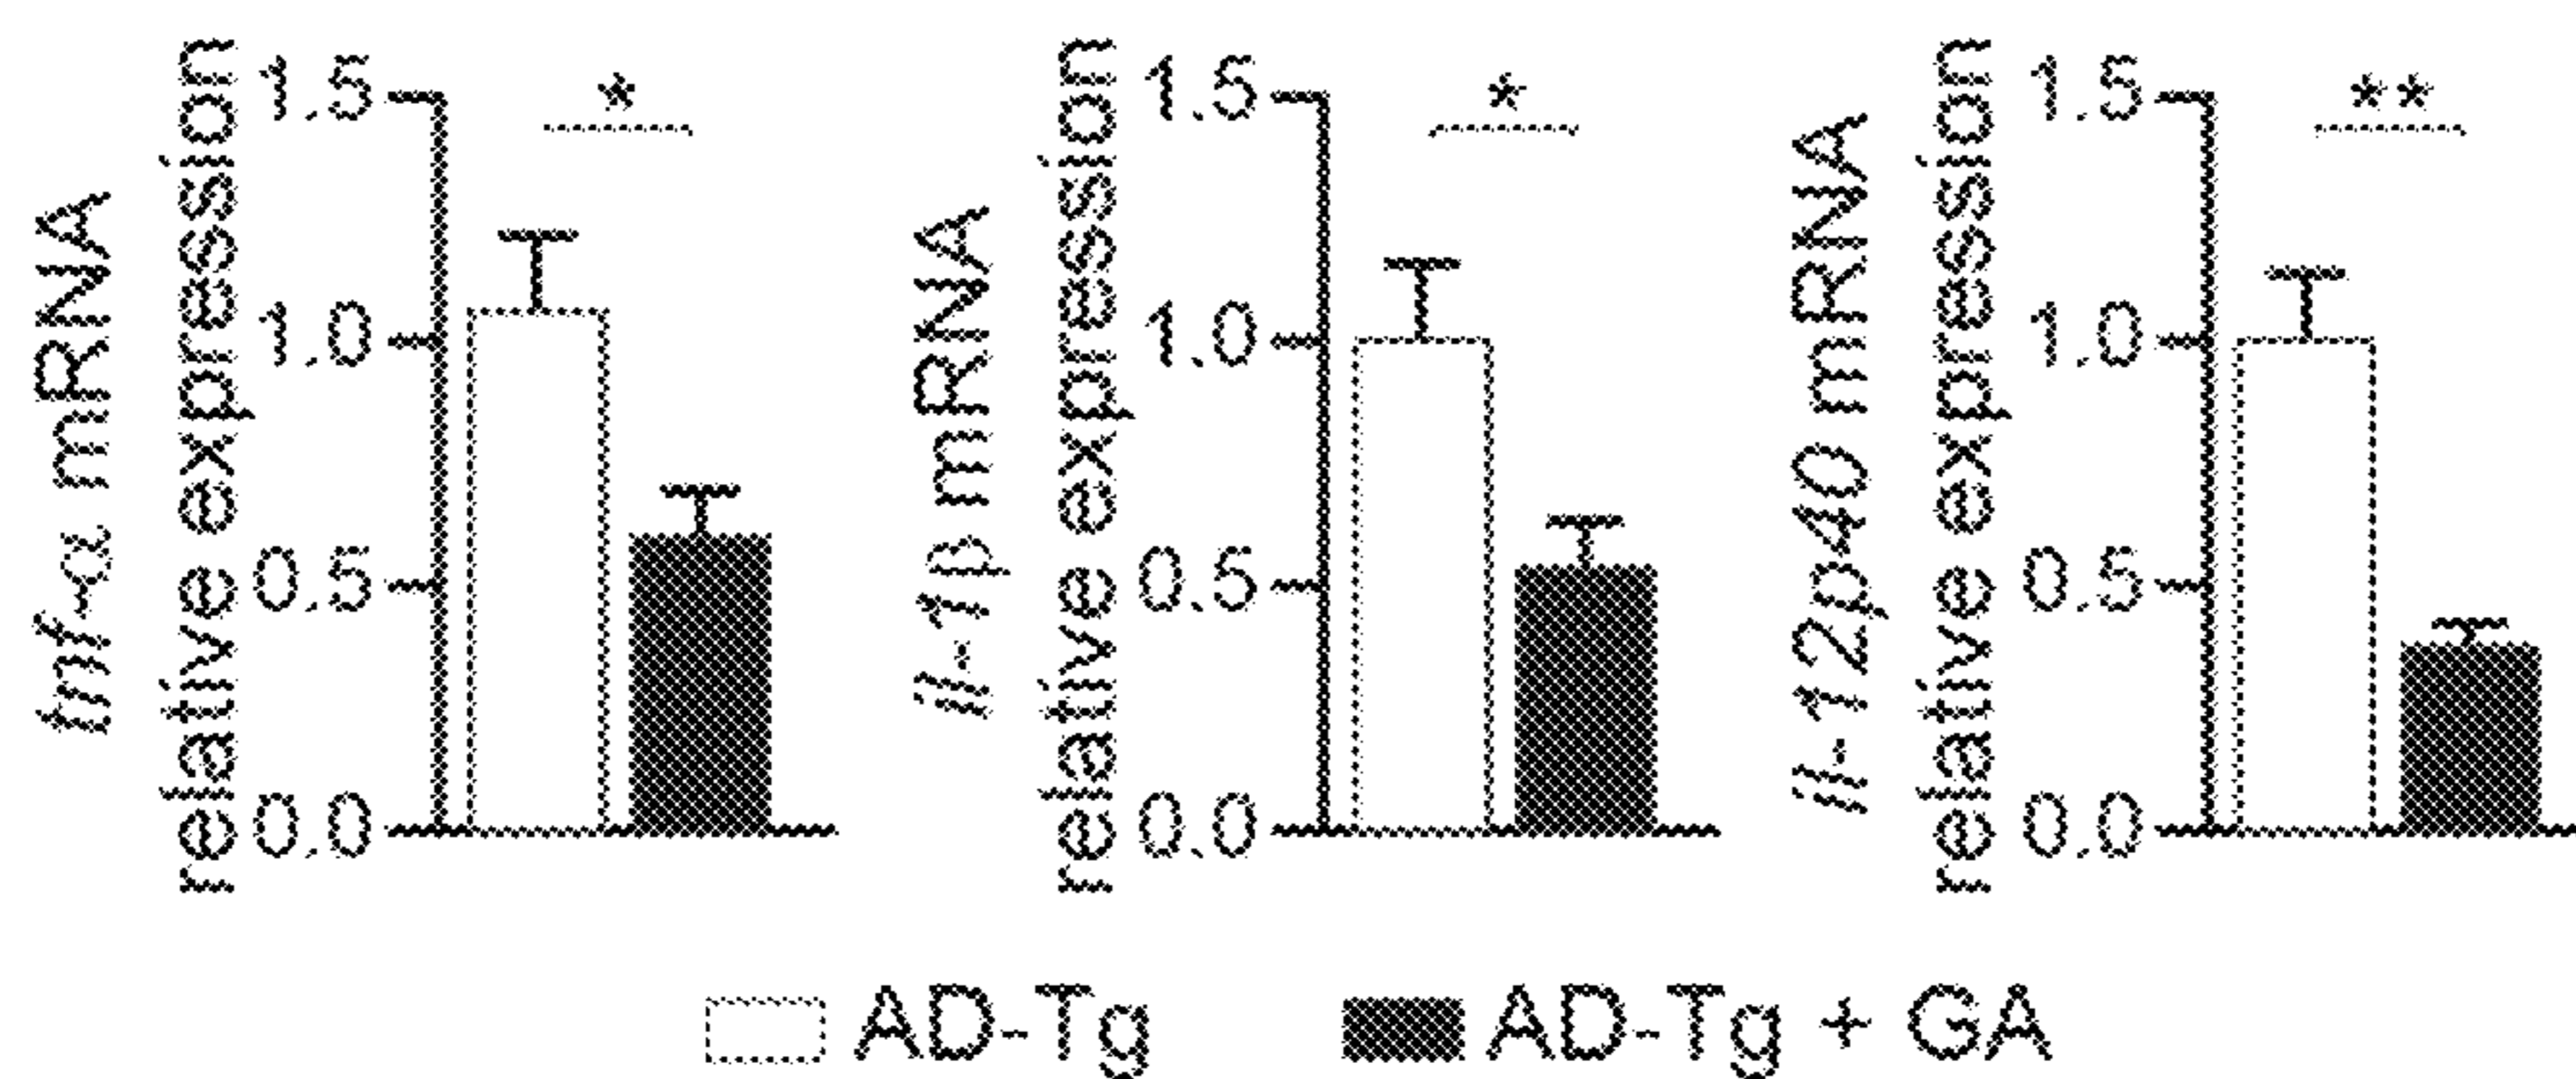 tnf-α mRNA
relative expression
1.5
1.0
0.5
0.0
*
il-1β mRNA
relative expression
1.5
1.0
0.5
0.0
*
il-12p40 mRNA
relative expression
1.5
1.0
0.5
0.0
**
AD-Tg
AD-Tg + GA